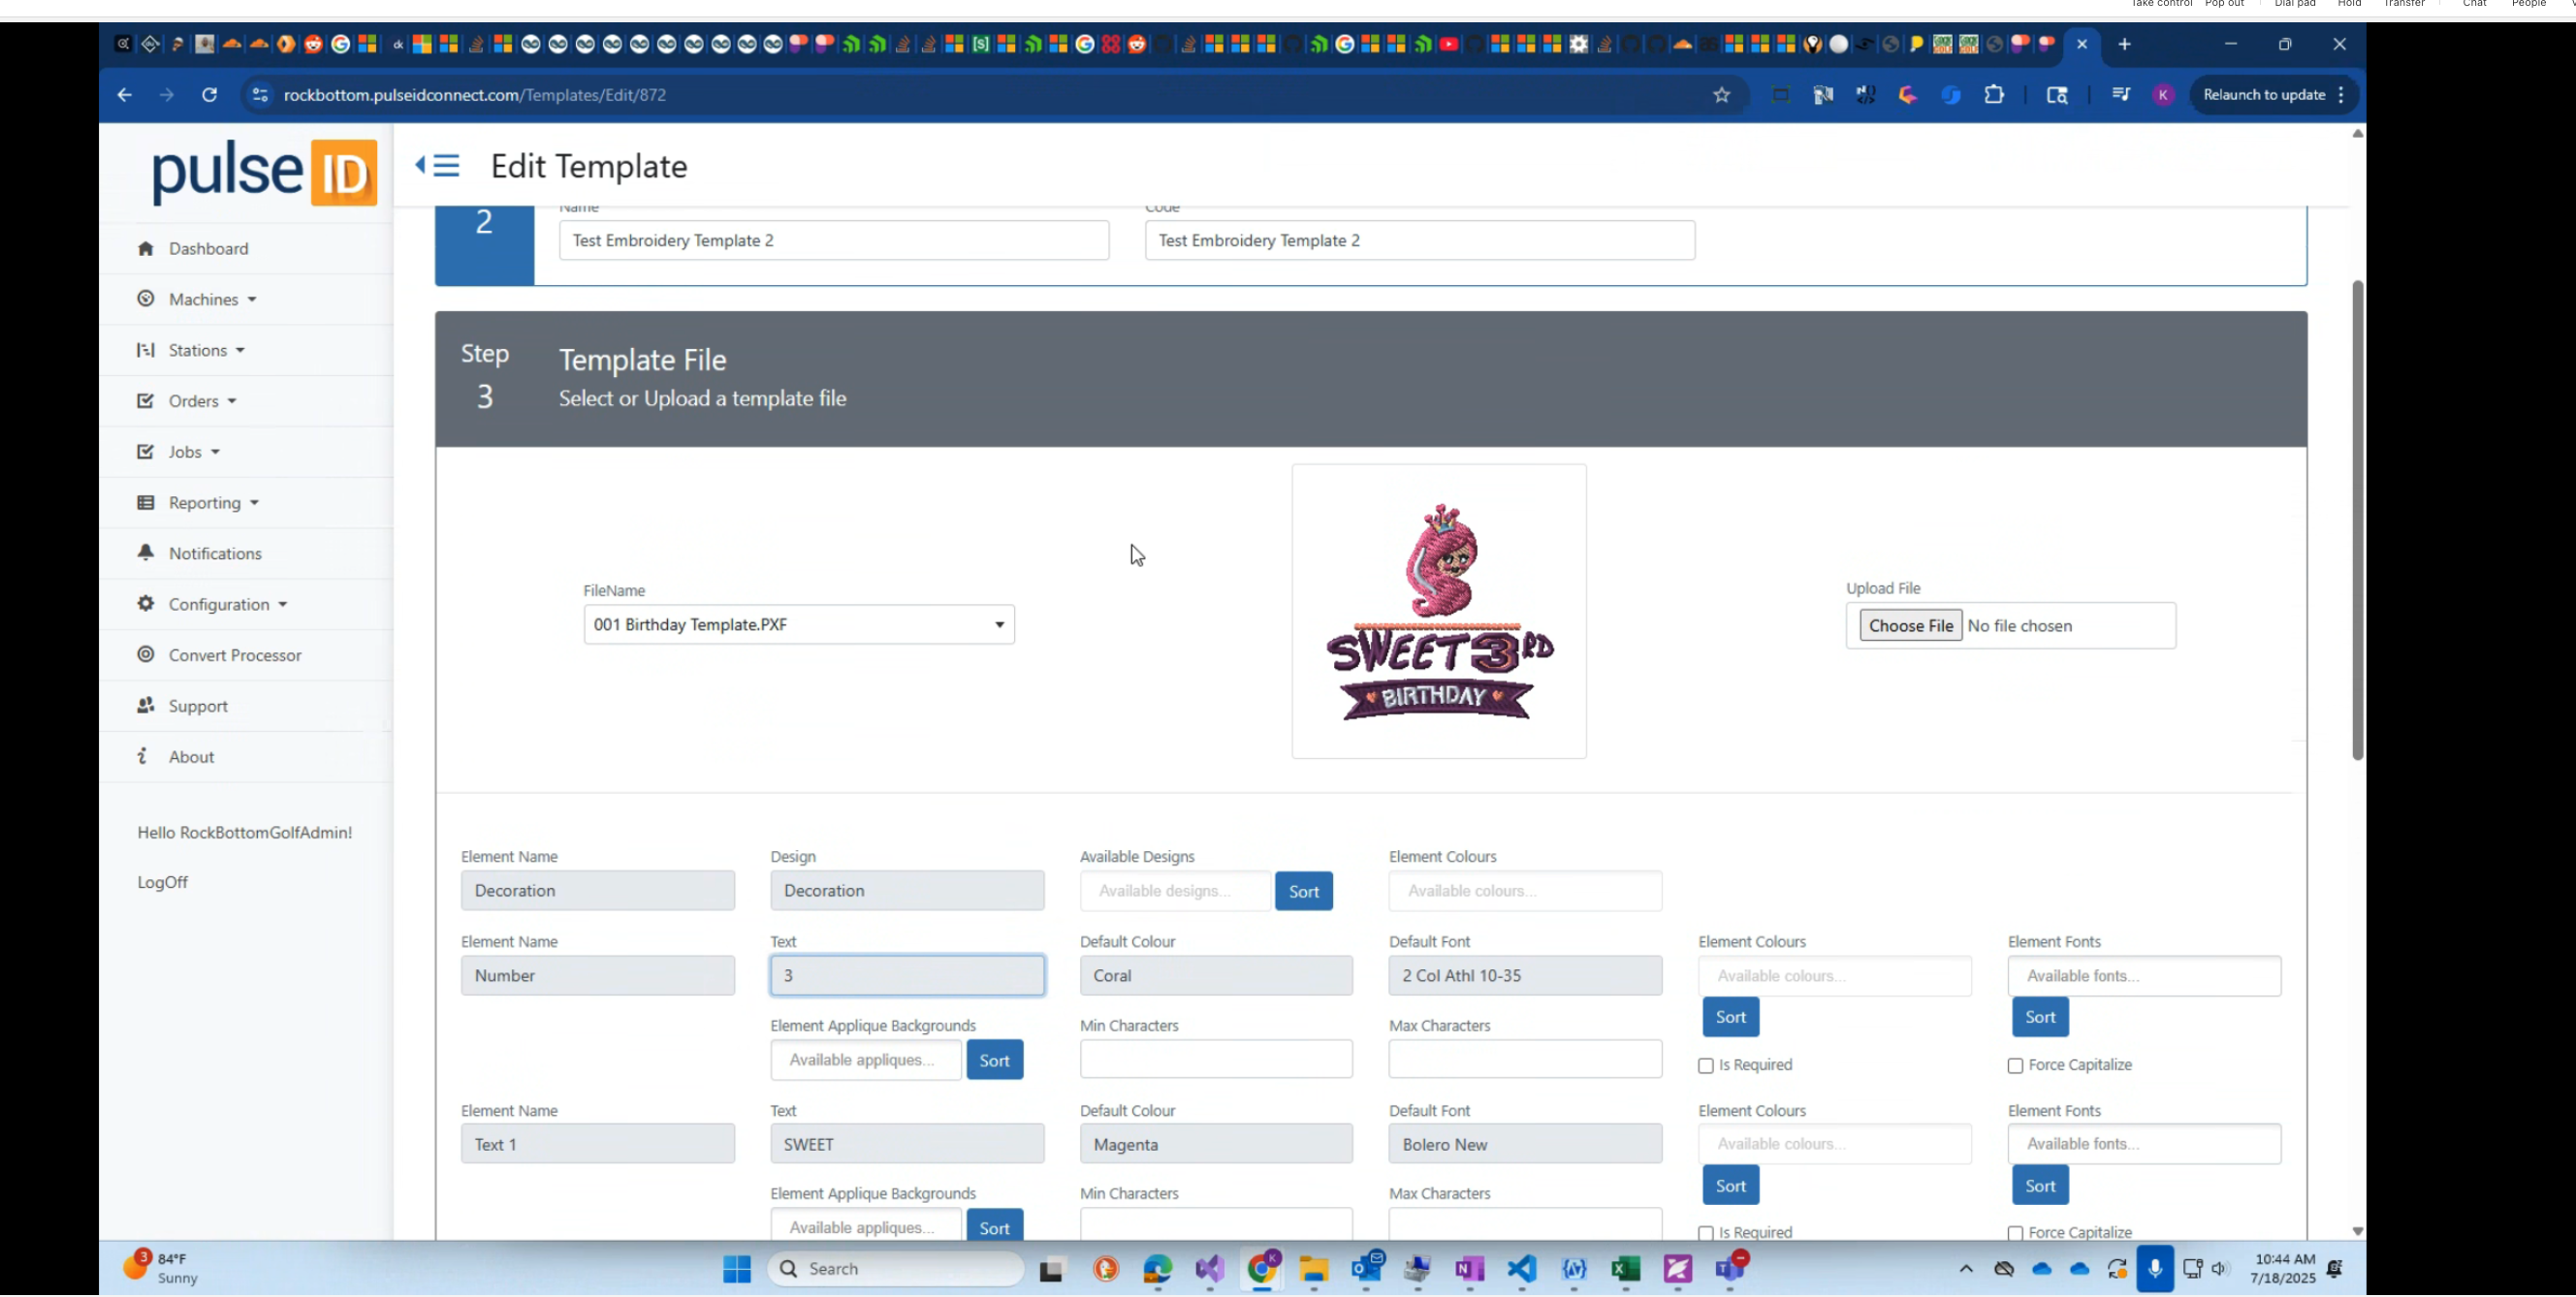 Take control Pop out Dial pad Hold Transfer Chat People
rockbottom.pulseidconnect.com/Templates/Edit/872
Relaunch to update
pulse ID
Edit Template
Dashboard
Machines
Stations
Orders
Jobs
Reporting
Notifications
Configuration
Convert Processor
Support
About
Hello RockBottomGolfAdmin!
LogOff
2
Name Code
Test Embroidery Template 2 Test Embroidery Template 2
Step
3
Template File
Select or Upload a template file
FileName
001 Birthday Template.PXF
SWEET 3RD
BIRTHDAY
Upload File
Choose File No file chosen
Element Name Design Available Designs Element Colours
Decoration Decoration Available designs... Sort Available colours...
Element Name Text Default Colour Default Font Element Colours Element Fonts
Number 3 Coral 2 Col Athl 10-35 Available colours... Available fonts...
Sort Sort
Element Applique Backgrounds Min Characters Max Characters
Available appliques... Sort Is Required Force Capitalize
Element Name Text Default Colour Default Font Element Colours Element Fonts
Text 1 SWEET Magenta Bolero New Available colours... Available fonts...
Sort Sort
Element Applique Backgrounds Min Characters Max Characters
Available appliques... Sort Is Required Force Capitalize
3
84°F
Sunny
Search
10:44 AM
7/18/2025